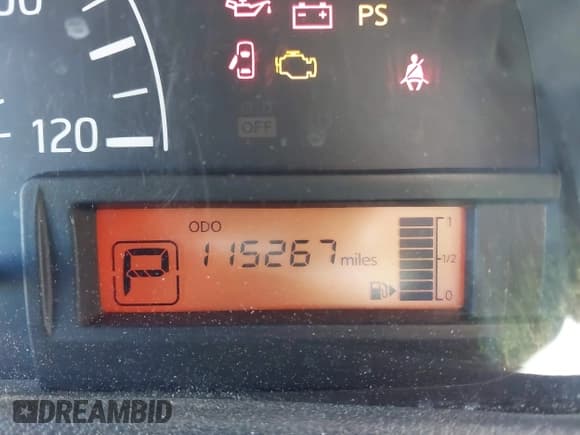 PS
120
OFF
ODO
115267 miles
P
1
1/2
0
DREAMBID